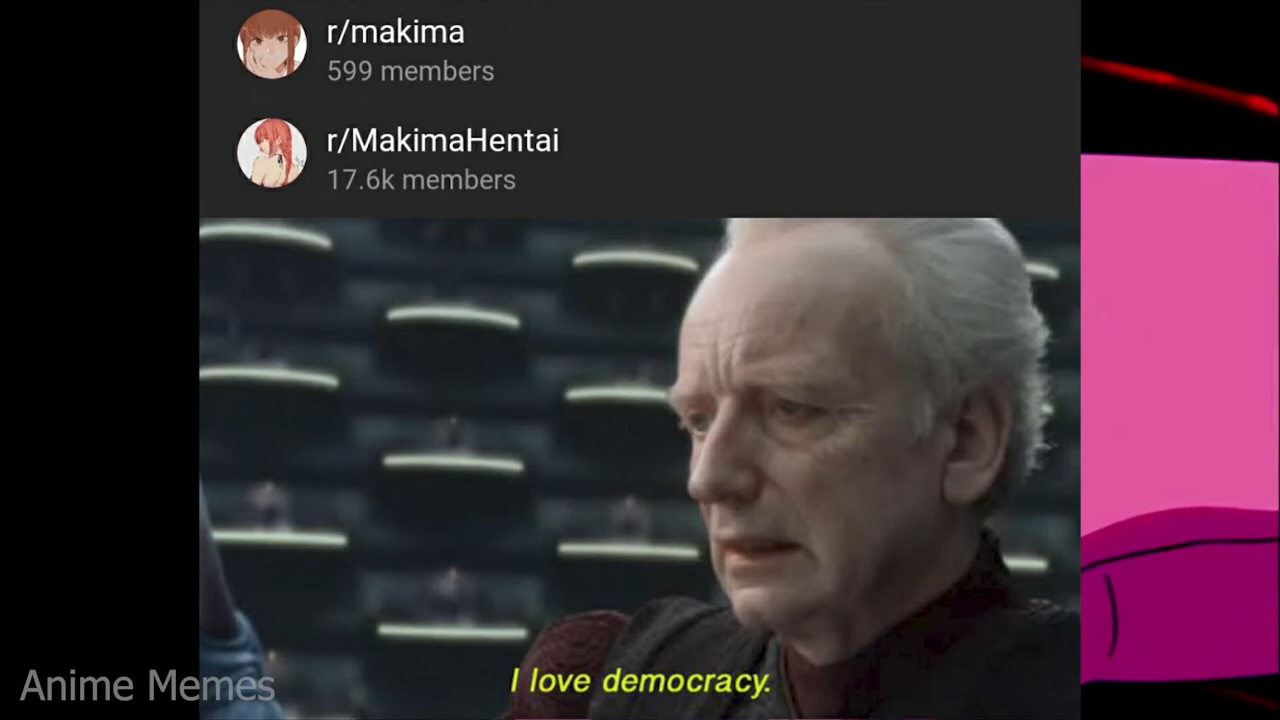 r/makima
599 members
r/MakimaHentai
17.6k members
I love democracy.
Anime Memes